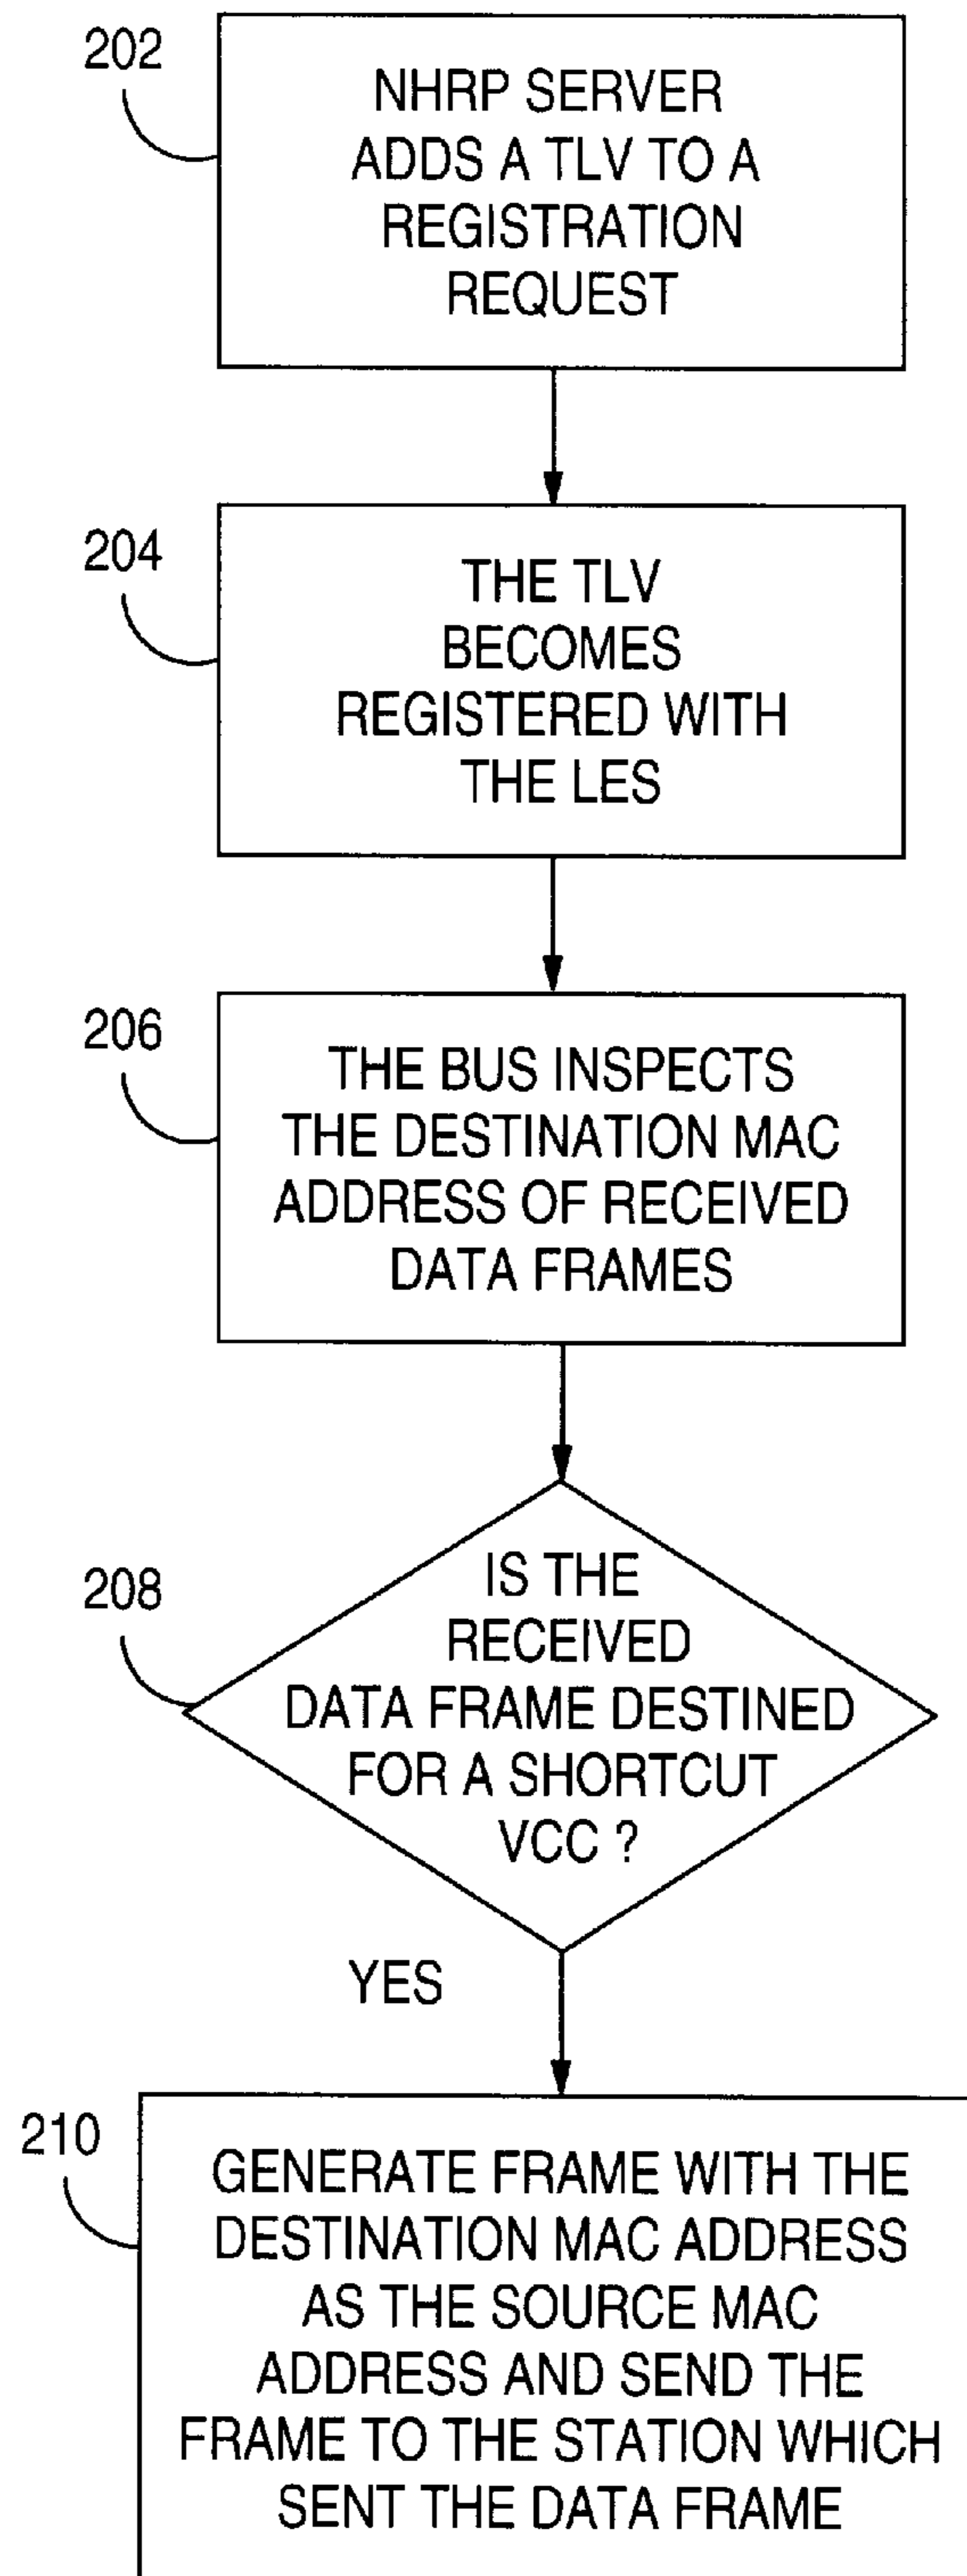 202
NHRP SERVER
ADDS A TLV TO A
REGISTRATION
REQUEST
204
THE TLV
BECOMES
REGISTERED WITH
THE LES
206
THE BUS INSPECTS
THE DESTINATION MAC
ADDRESS OF RECEIVED
DATA FRAMES
208
IS THE
RECEIVED
DATA FRAME DESTINED
FOR A SHORTCUT
VCC ?
YES
210
GENERATE FRAME WITH THE
DESTINATION MAC ADDRESS
AS THE SOURCE MAC
ADDRESS AND SEND THE
FRAME TO THE STATION WHICH
SENT THE DATA FRAME